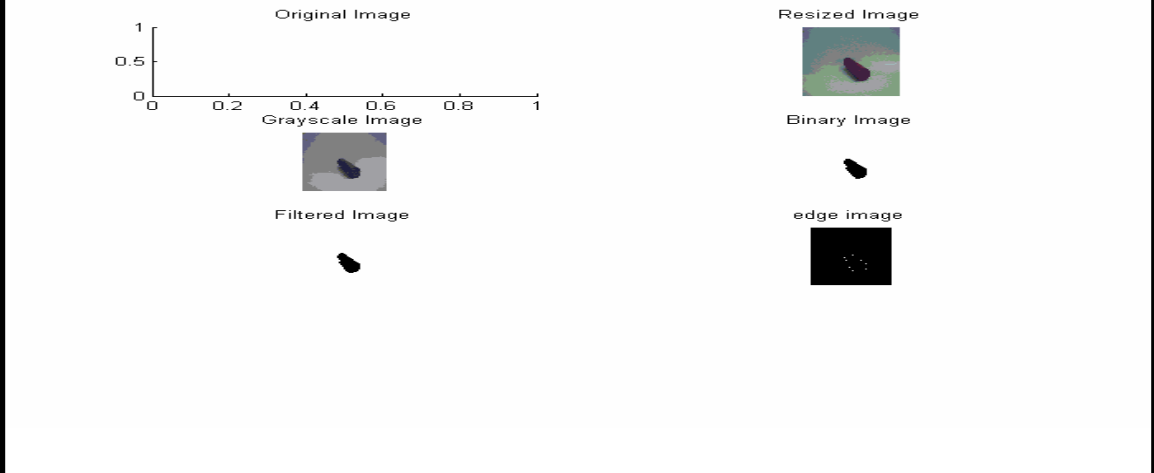 Original Image
Resized Image
1
0.5
0
0 0.2 0.4 0.6 0.8 1
Grayscale Image
Binary Image
Filtered Image
edge image